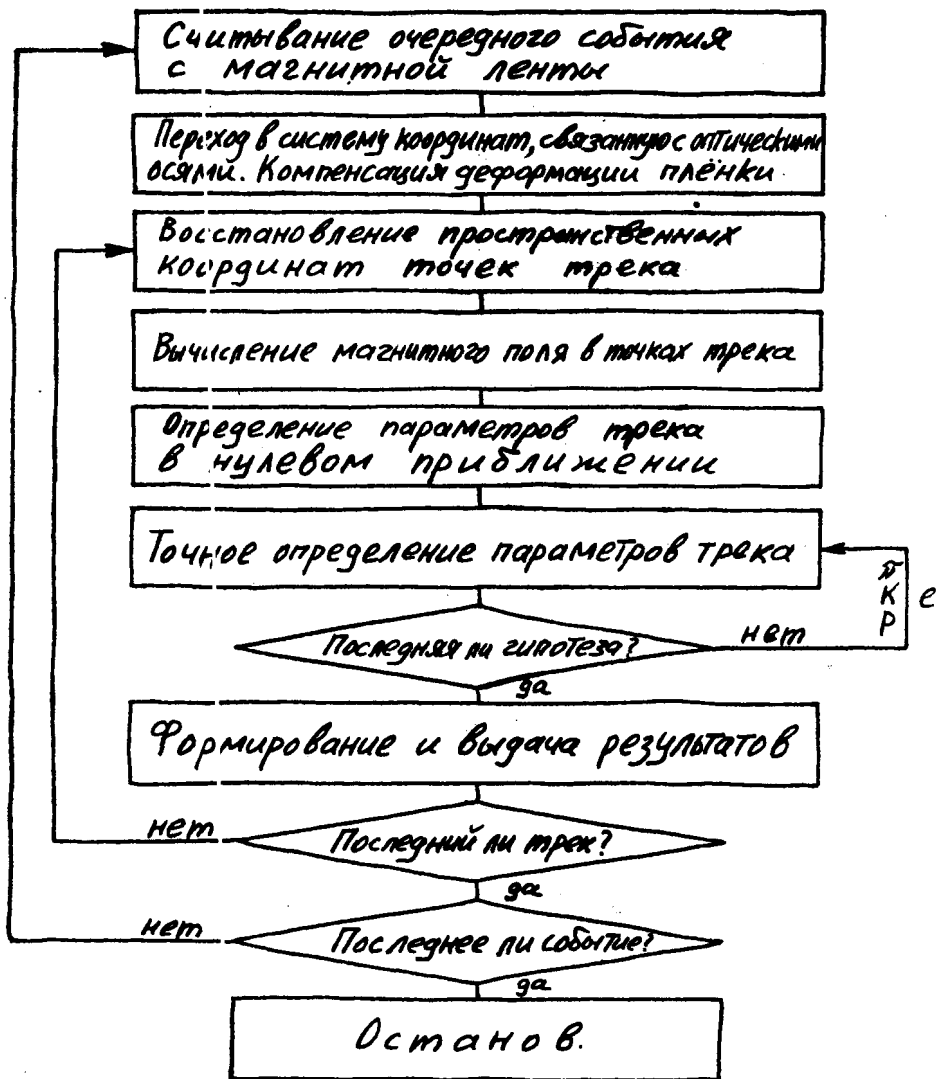 Считывание очередного события
с магнитной ленты
Переход в систему координат, связанную с оптическими
осями. Компенсация деформации плёнки
Восстановление пространственных
координат точек трека
Вычисление магнитного поля в точках трека
Определение параметров трека
в нулевом приближении
Точное определение параметров трека
π
K
P
e
Последняя ли гипотеза?
нет
да
Формирование и выдача результатов
нет
Последний ли трек?
да
нет
Последнее ли событие?
да
Останов.